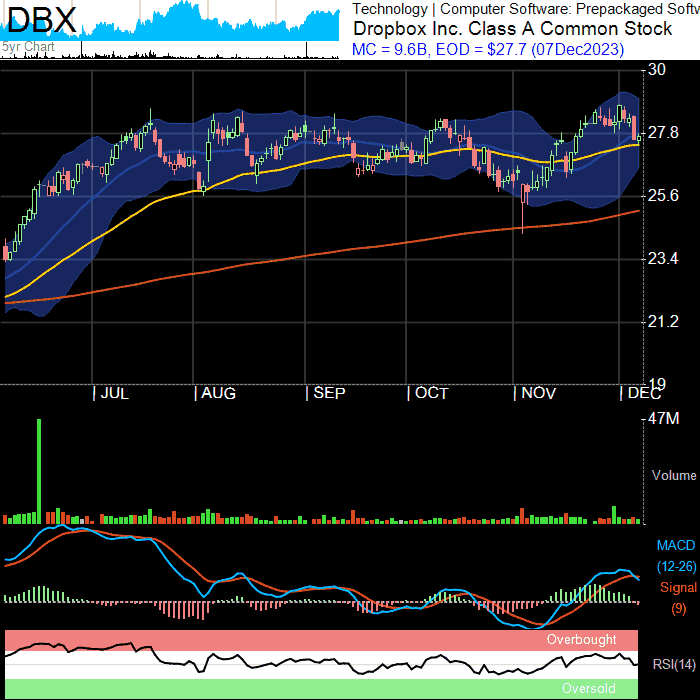 DBX
5yr Chart
Technology | Computer Software: Prepackaged Softw
Dropbox Inc. Class A Common Stock
MC = 9.6B, EOD = $27.7 (07Dec2023)
30
27.8
25.6
23.4
21.2
19
| JUL | AUG | SEP | OCT | NOV | DEC
47M
Volume
MACD
(12-26)
Signal
(9)
Overbought
RSI(14)
Oversold